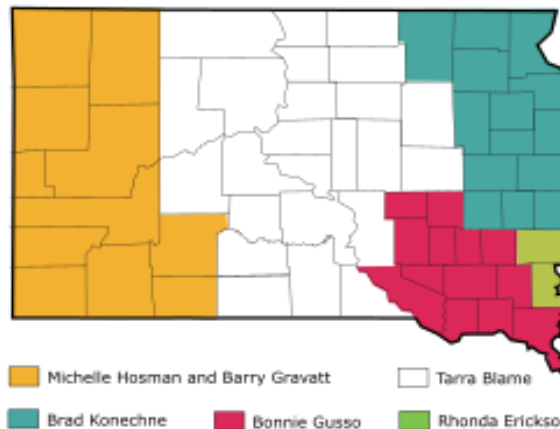 Michelle Hosman and Barry Gravatt
Tarra Blame
Brad Konechne
Bonnie Gusso
Rhonda Erickso